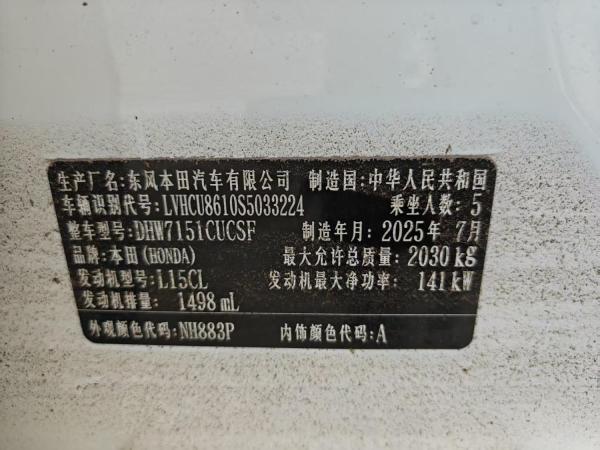 生产厂名:东风本田汽车有限公司 制造国:中华人民共和国
车辆识别代号:LVHCU8610S5033224 乘坐人数:5
整车型号:DHW7151CUCSF 制造年月:2025年 7月
品牌:本田(HONDA) 最大允许总质量:2030 kg
发动机型号:L15CL 发动机最大净功率:141 kW
发动机排量:1498 mL
外观颜色代码:NH883P 内饰颜色代码:A